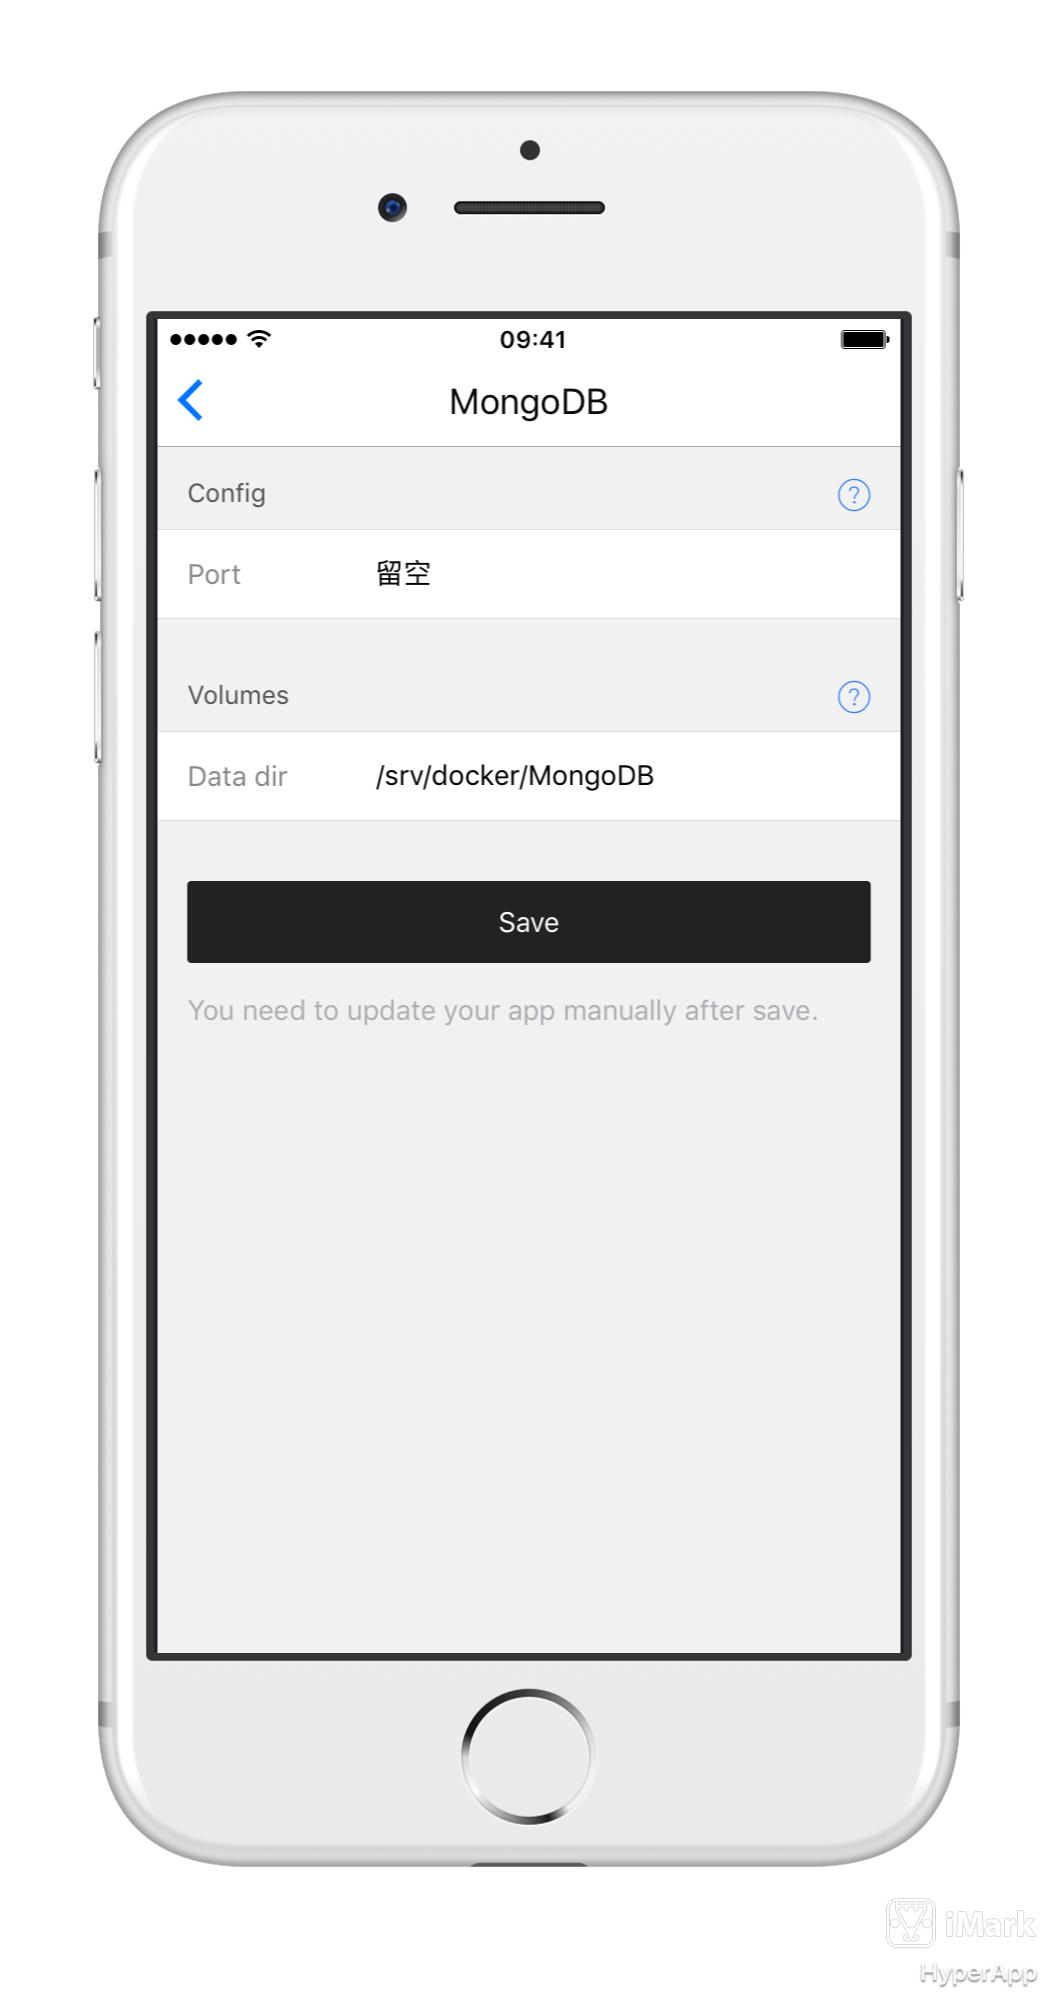 09:41
MongoDB
Config
?
Port 留空
Volumes
?
Data dir /srv/docker/MongoDB
Save
You need to update your app manually after save.
iMark
HyperApp